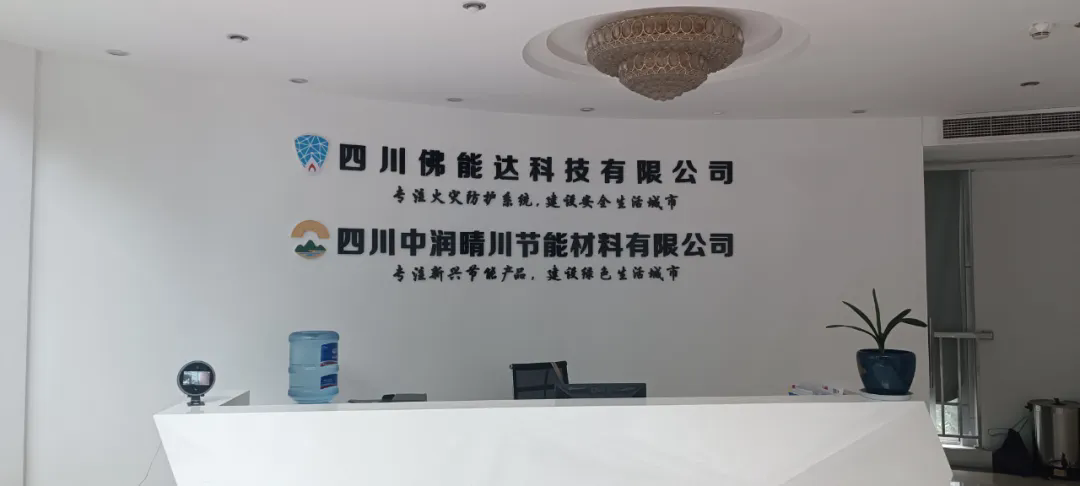 四川佛能达科技有限公司
专注火灾防护系统，建设安全生活城市
四川中润晴川节能材料有限公司
专注新兴节能产品，建设绿色生活城市